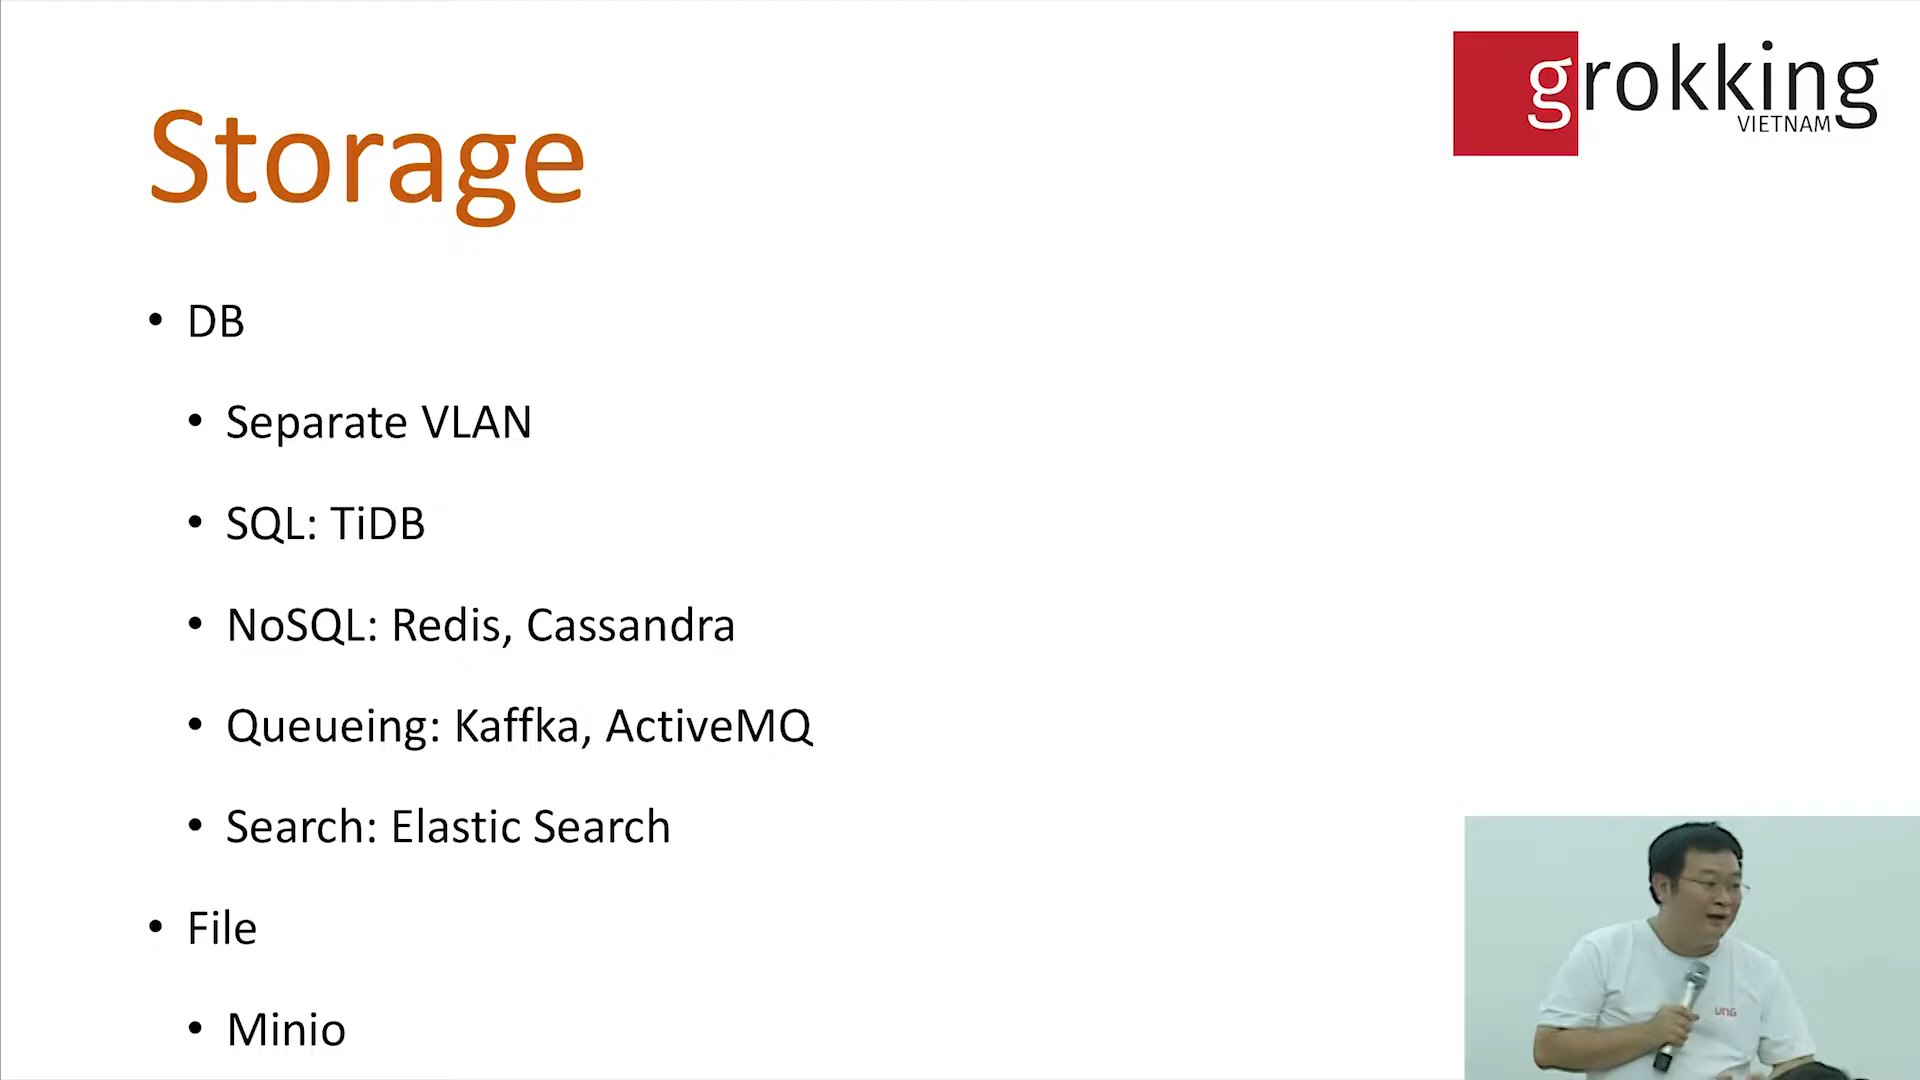 grokking
VIETNAM
Storage
• DB
• Separate VLAN
• SQL: TiDB
• NoSQL: Redis, Cassandra
• Queueing: Kaffka, ActiveMQ
• Search: Elastic Search
• File
• Minio
VNG